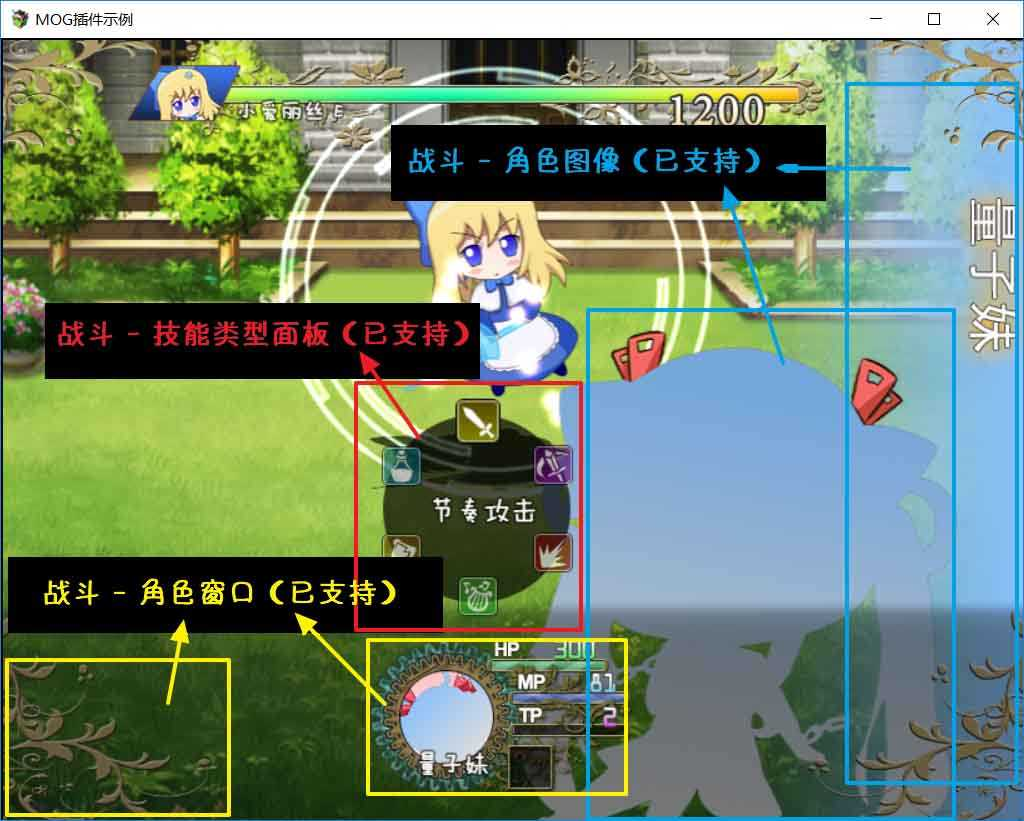 MOG插件示例
小爱丽丝
1200
战斗 - 角色图像（已支持）
量子妹
战斗 - 技能类型面板（已支持）
节奏攻击
战斗 - 角色窗口（已支持）
HP 300
MP 81
TP 2
量子妹